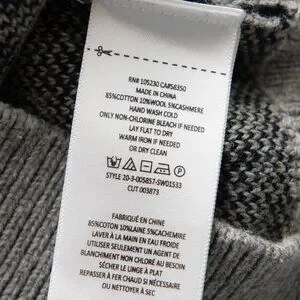 RN# 105230 CA#58350
MADE IN CHINA
85%COTTON 10%WOOL 5%CASHMERE
HAND WASH COLD
ONLY NON-CHLORINE BLEACH IF NEEDED
LAY FLAT TO DRY
WARM IRON IF NEEDED
OR DRY CLEAN
STYLE 20-3-005857-SW01533
CUT 003873
FABRIQUÉ EN CHINE
85%COTON 10%LAINE 5%CACHEMIRE
LAVER À LA MAIN EN EAU FROIDE
UTILISER SEULEMENT UN AGENT DE
BLANCHIMENT NON CHLORÉ AU BESOIN
SÉCHER LE LINGE À PLAT
REPASSER À FER CHAUD SI NÉCESSAIRE
OU NETTOYER À SEC